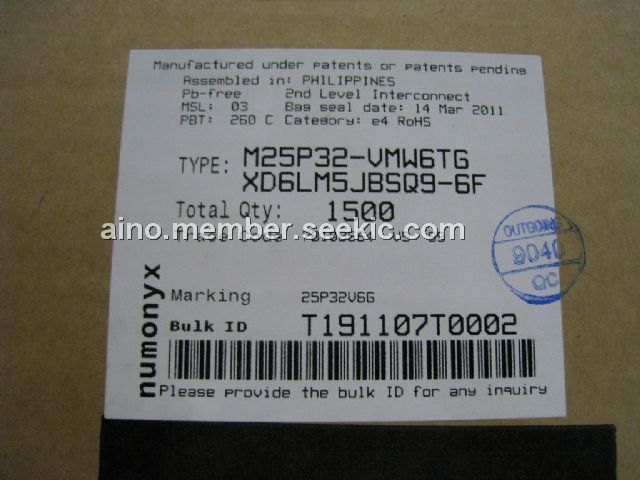 Manufactured under patents or patents pending
Assembled in: PHILIPPINES
Pb-free 2nd Level Interconnect
MSL: 03 Bag seal date: 14 Mar 2011
PBT: 260 C Category: e4 RoHS
TYPE: M25P32-VMW6TG
XD6LM5JBSQ9-6F
Total Qty: 1500
aino.member.seekic.com
Marking 25P32V6G
Bulk ID T191107T0002
Please provide the bulk ID for any inquiry
numonyx
OUTGOING
9040
QC